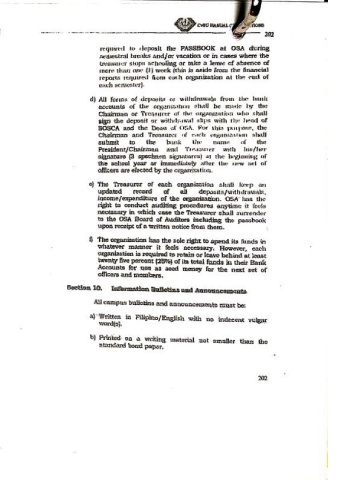 CvSU MANUAL OF
202
required to deposit the PASSBOOK at OSA during
semestral breaks and/or vacation or in cases where the
treasurer stops schooling or take a leave of absence of
more than one (1) week (this is aside from the financial
reports required from each organization at the end of
each semester).
d) All forms of deposits or withdrawals from the bank
accounts of the organization shall be made by the
Chairman or Treasurer of the organization who shall
sign the deposit or withdrawal slips with the head of
SOSCA and the Dean of OSA. For this purpose, the
Chairman and Treasurer of each organization shall
submit to the bank the name of the
President/Chairman and Treasurer with his/her
signature (3 specimen signatures) at the beginning of
the school year or immediately after the new set of
officers are elected by the organization.
e) The Treasurer of each organization shall keep an
updated record of all deposits/withdrawals,
income/expenditure of the organization. OSA has the
right to conduct auditing procedures anytime it feels
necessary in which case the Treasurer shall surrender
to the OSA Board of Auditors including the passbook
upon receipt of a written notice from them.
f) The organization has the sole right to spend its funds in
whatever manner it feels necessary. However, each
organization is required to retain or leave behind at least
twenty five percent (25%) of its total funds in their Bank
Accounts for use as seed money for the next set of
officers and members.
Section 10. Information Bulletins and Announcements
All campus bulletins and announcements must be:
a) Written in Filipino/English with no indecent vulgar
word(s).
b) Printed on a writing material not smaller than the
standard bond paper.
202